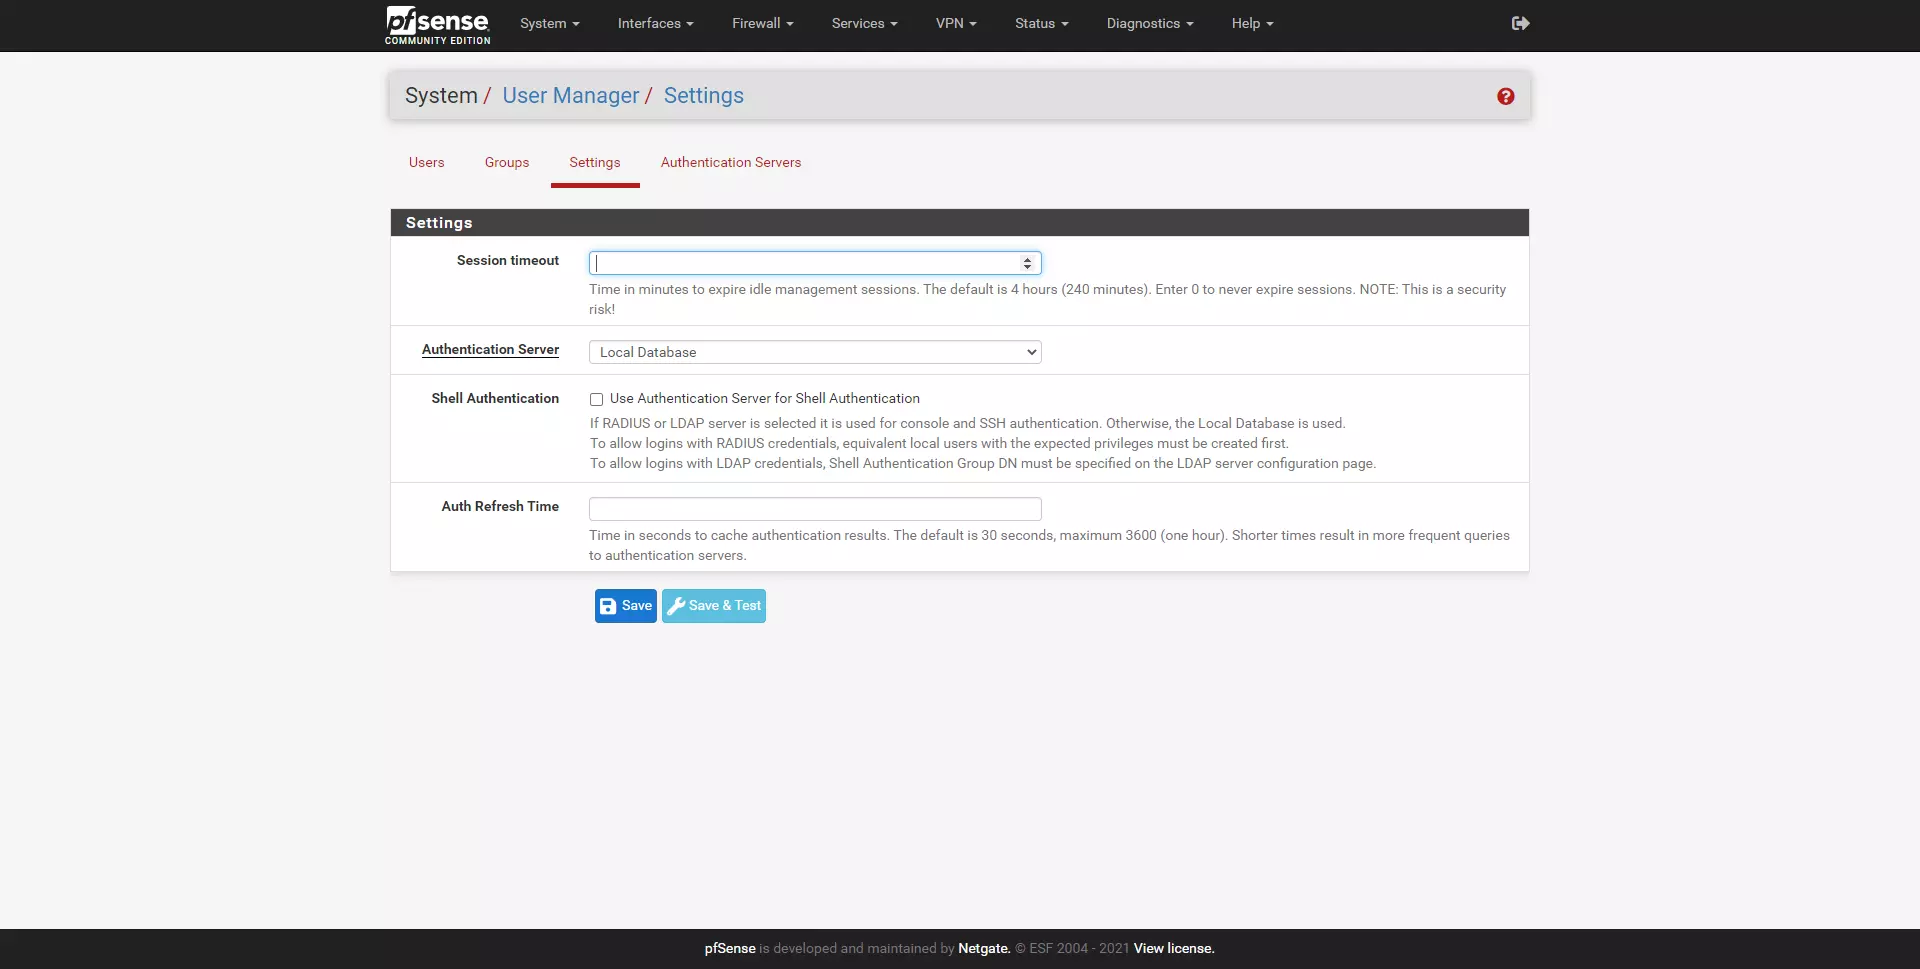 pfsense COMMUNITY EDITION System Interfaces Firewall Services VPN Status Diagnostics Help
System / User Manager / Settings
Users Groups Settings Authentication Servers
Settings
Session timeout
Time in minutes to expire idle management sessions. The default is 4 hours (240 minutes). Enter 0 to never expire sessions. NOTE: This is a security
risk!
Authentication Server Local Database
Shell Authentication Use Authentication Server for Shell Authentication
If RADIUS or LDAP server is selected it is used for console and SSH authentication. Otherwise, the Local Database is used.
To allow logins with RADIUS credentials, equivalent local users with the expected privileges must be created first.
To allow logins with LDAP credentials, Shell Authentication Group DN must be specified on the LDAP server configuration page.
Auth Refresh Time
Time in seconds to cache authentication results. The default is 30 seconds, maximum 3600 (one hour). Shorter times result in more frequent queries
to authentication servers.
Save Save & Test
pfSense is developed and maintained by Netgate. © ESF 2004 - 2021 View license.